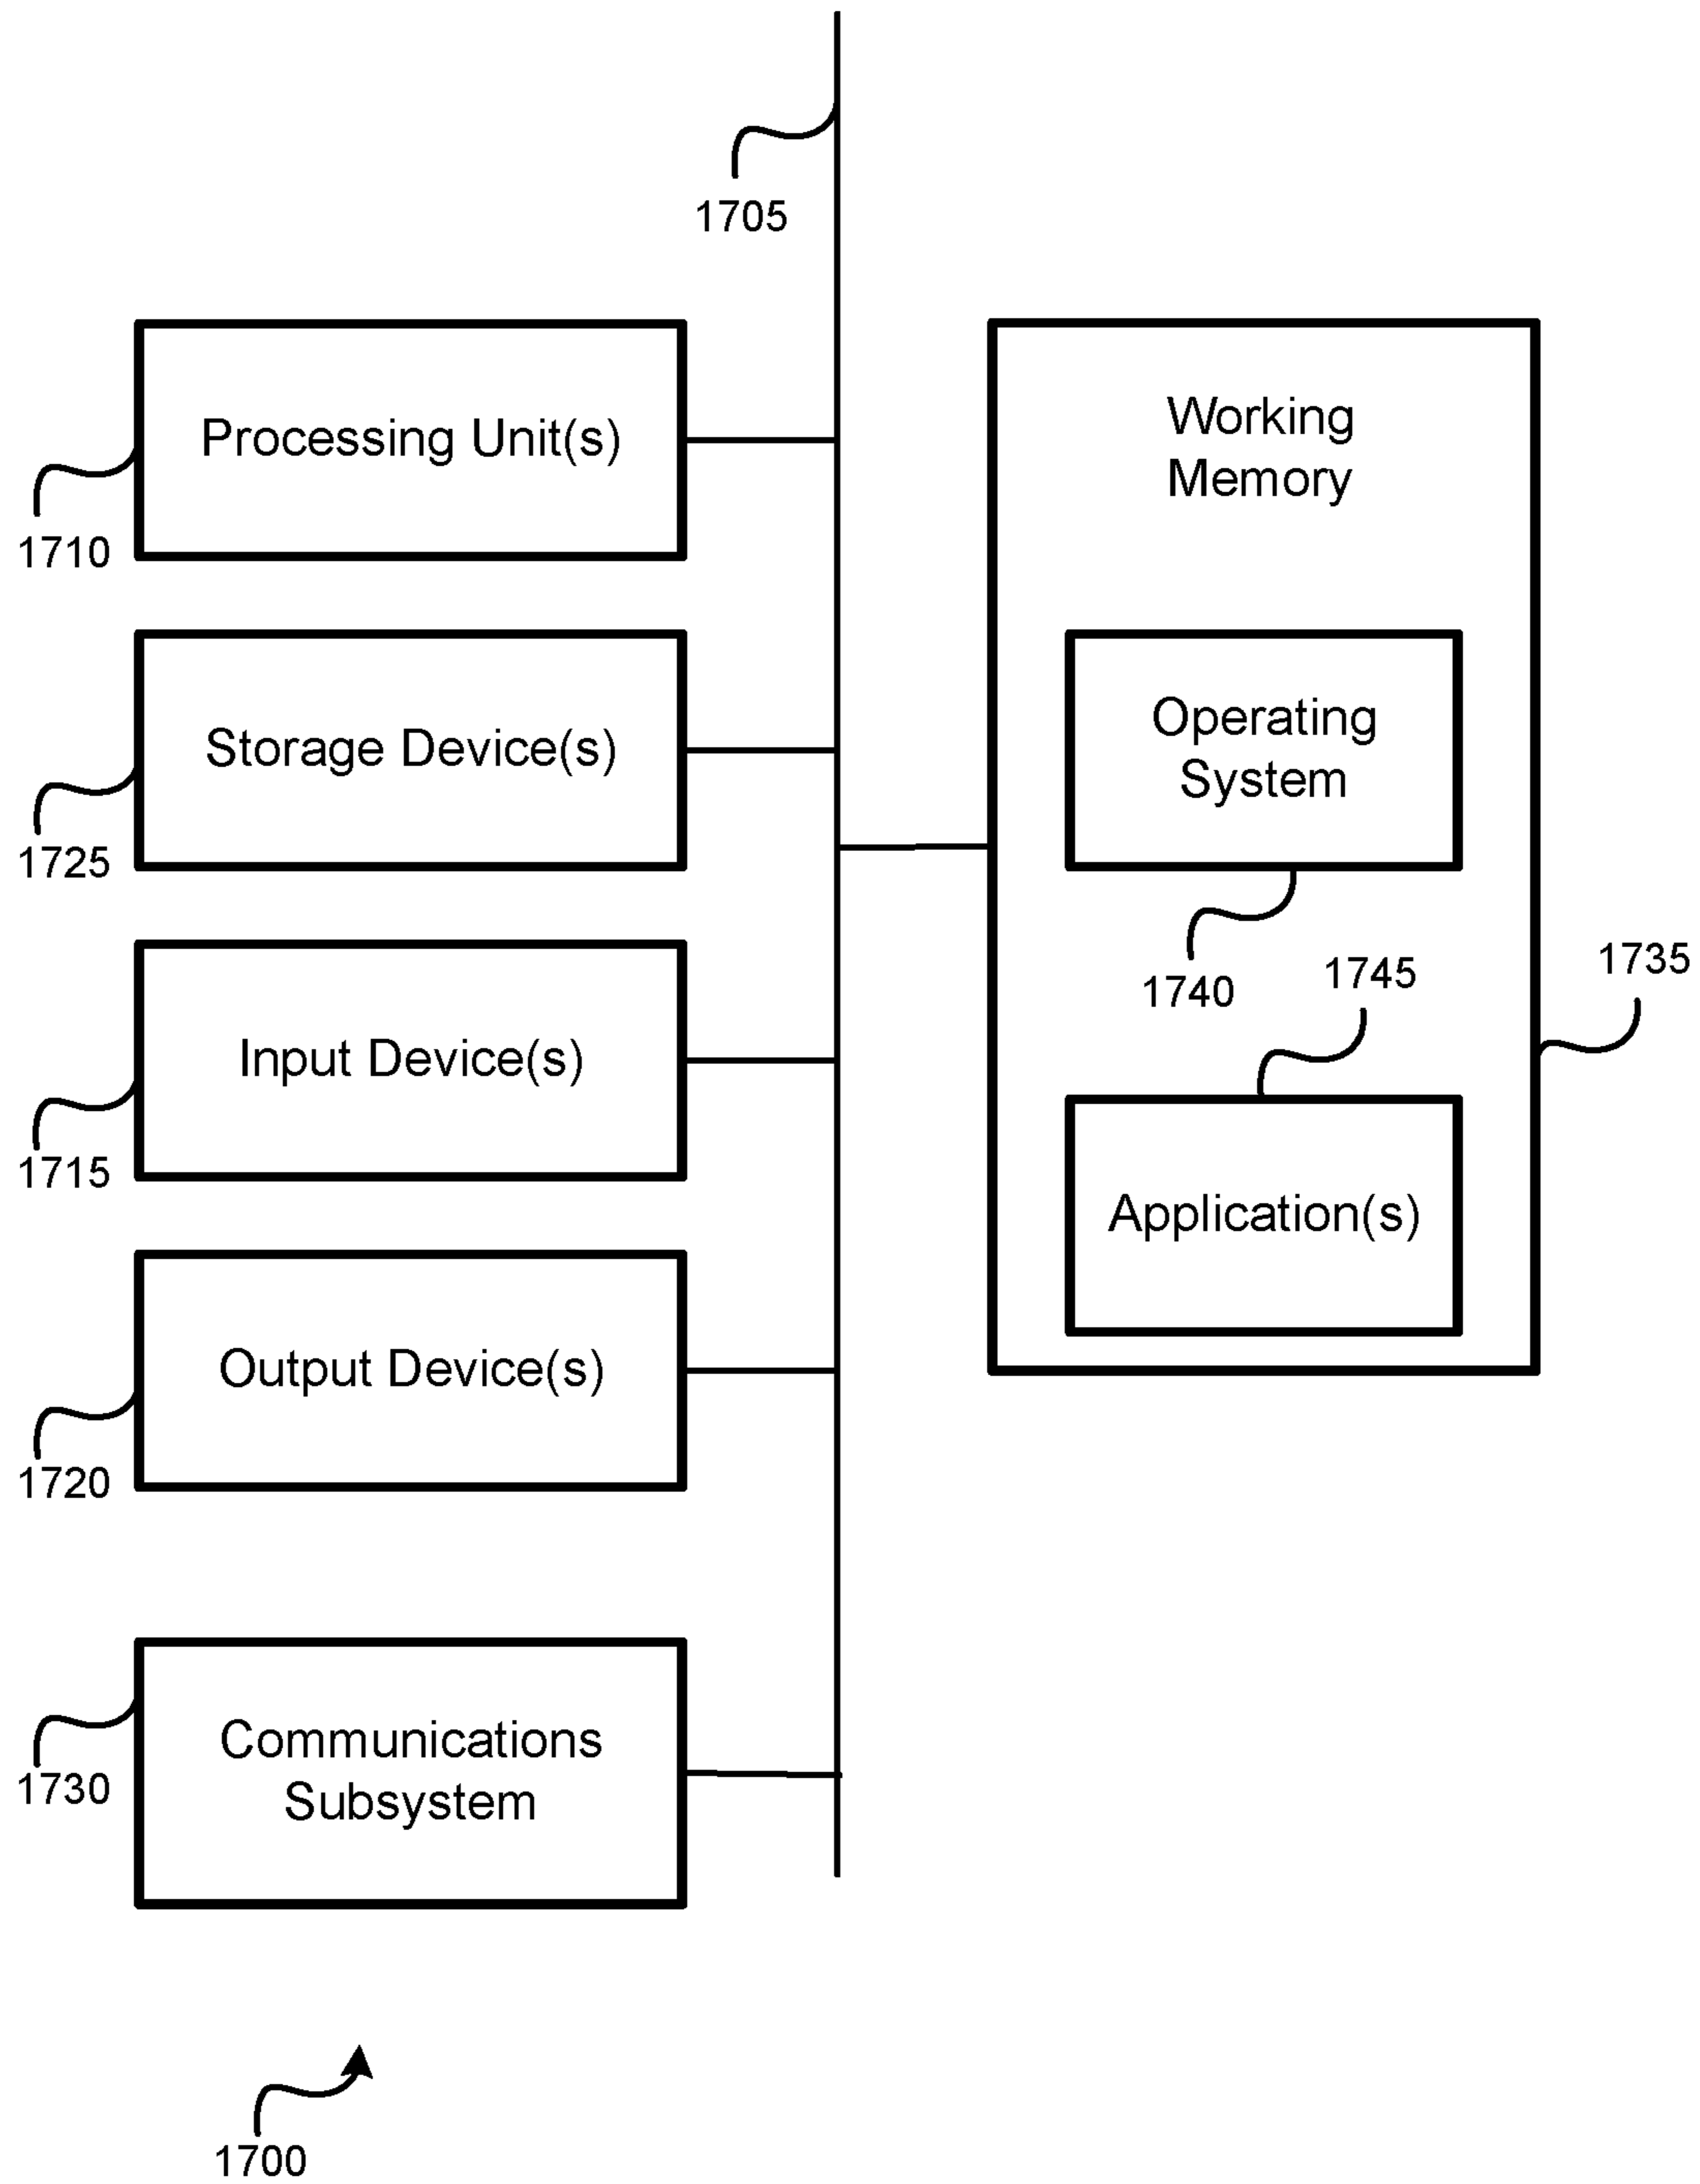 1705
Processing Unit(s)
1710
Storage Device(s)
1725
Input Device(s)
1715
Output Device(s)
1720
Communications
Subsystem
1730
Working
Memory
Operating
System
1740
1745
1735
Application(s)
1700